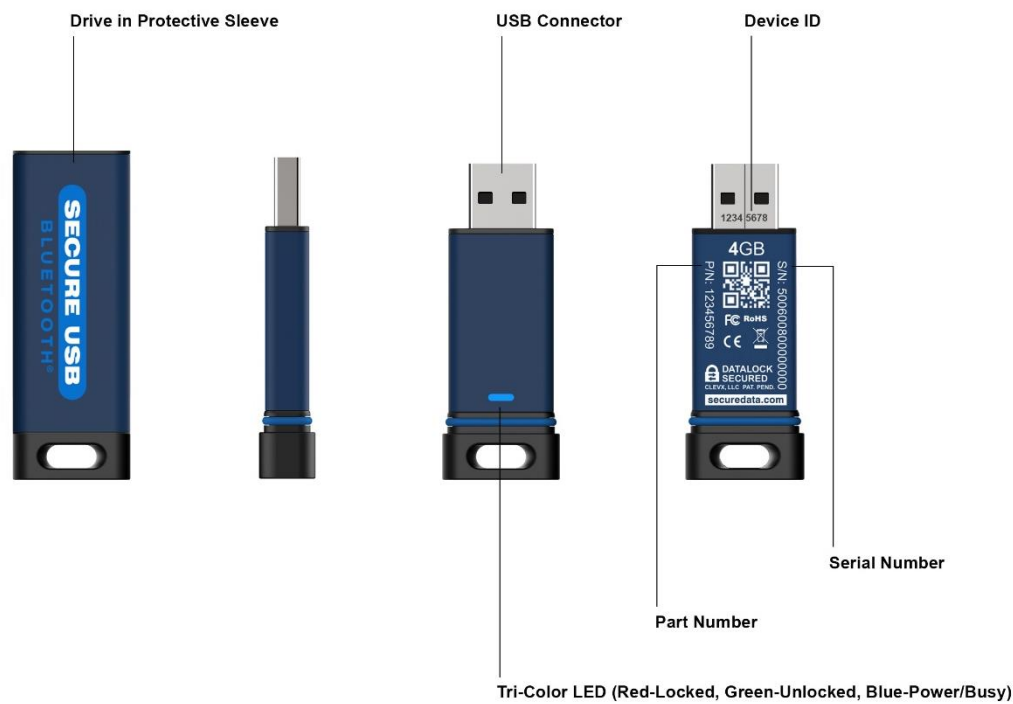 Drive in Protective Sleeve
USB Connector
Device ID
SECURE USB
BLUETOOTH®
1234 5678
4GB
P/N: 123456789
S/N: 5006008000000000
FC RoHS
CE
DATALOCK
SECURED
CLEVX, LLC PAT. PEND.
securedata.com
Serial Number
Part Number
Tri-Color LED (Red-Locked, Green-Unlocked, Blue-Power/Busy)